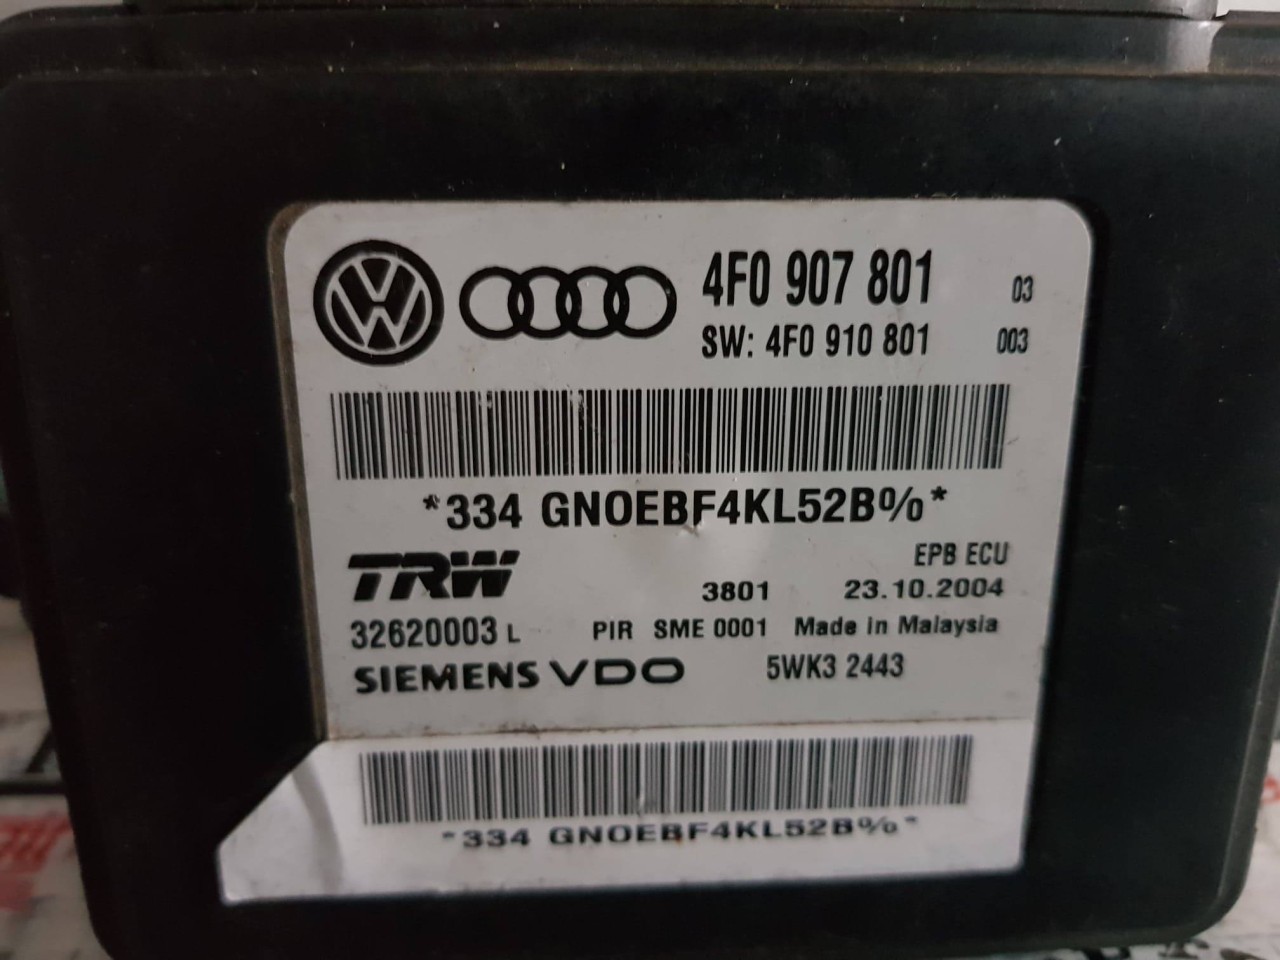 4F0 907 801 03
SW: 4F0 910 801 003
*334 GNOEBF4KL52B%*
TRW
EPB ECU
3801 23.10.2004
32620003 L PIR SME 0001 Made in Malaysia
SIEMENS VDO 5WK3 2443
*334 GNOEBF4KL52B%*